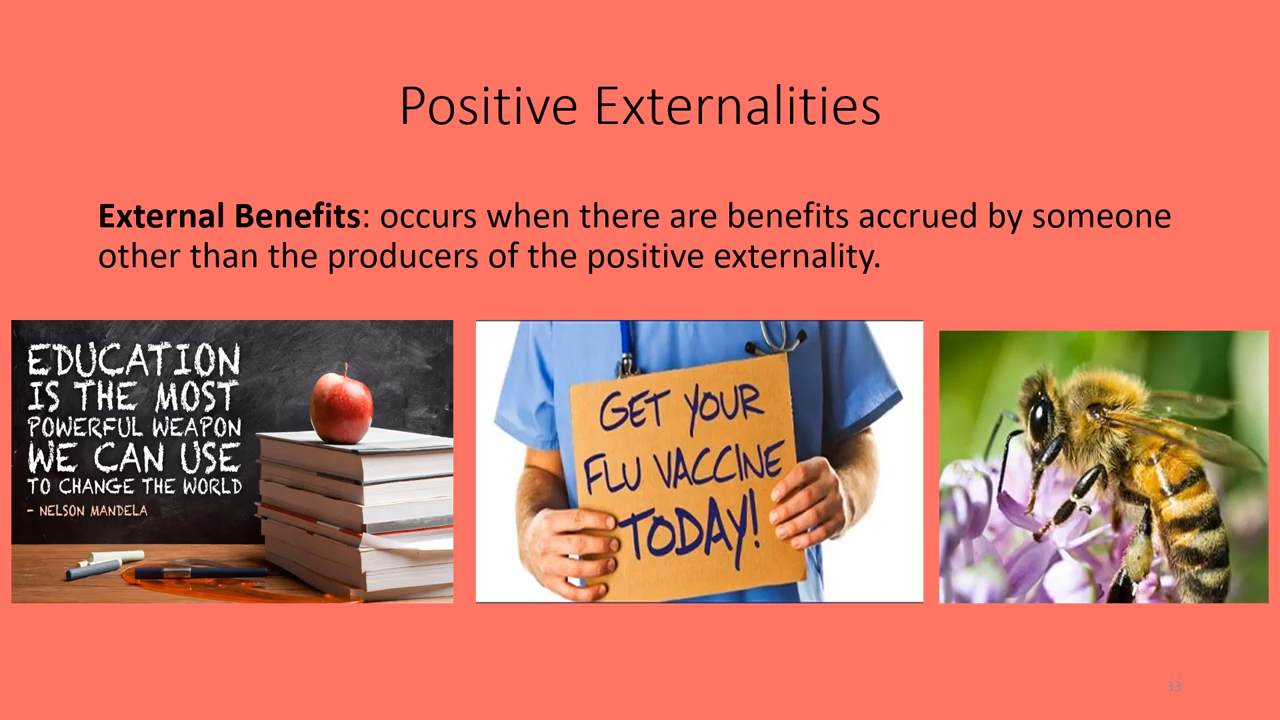 Positive Externalities
External Benefits: occurs when there are benefits accrued by someone
other than the producers of the positive externality.
EDUCATION
IS THE MOST
POWERFUL WEAPON
WE CAN USE
TO CHANGE THE WORLD
- NELSON MANDELA
GET YOUR
FLU VACCINE
TODAY!
33